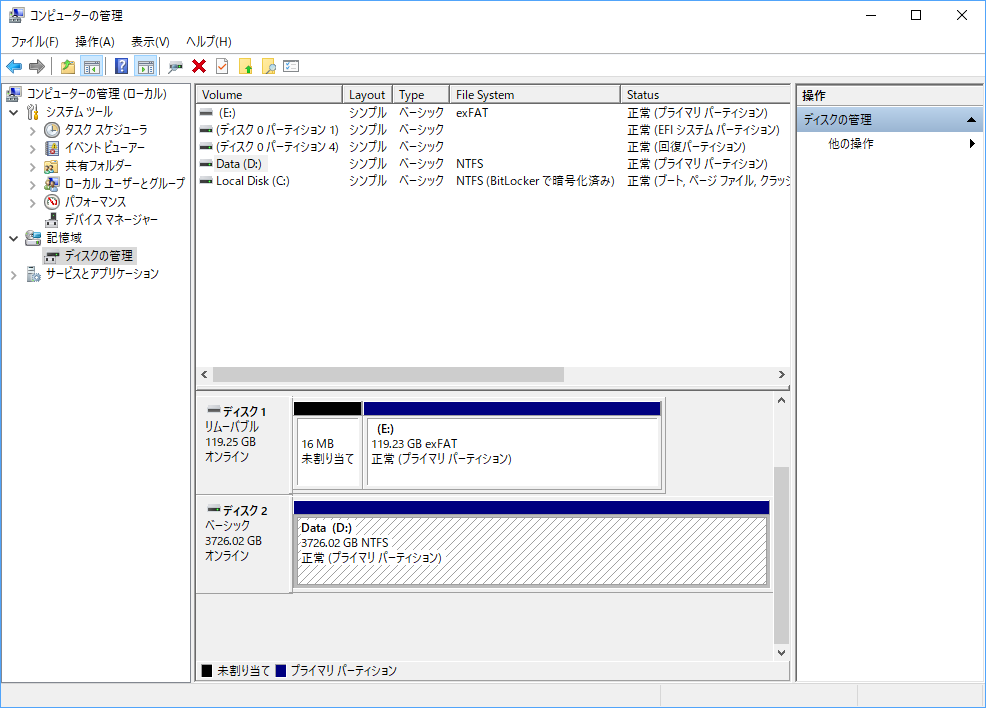 コンピューターの管理
ファイル(F) 操作(A) 表示(V) ヘルプ(H)
コンピューターの管理 (ローカル)
システム ツール
タスク スケジューラ
イベント ビューアー
共有フォルダー
ローカル ユーザーとグループ
パフォーマンス
デバイス マネージャー
記憶域
ディスクの管理
サービスとアプリケーション
Volume Layout Type File System Status
(E:) シンプル ベーシック exFAT 正常 (プライマリ パーティション)
(ディスク 0 パーティション 1) シンプル ベーシック 正常 (EFI システム パーティション)
(ディスク 0 パーティション 4) シンプル ベーシック 正常 (回復パーティション)
Data (D:) シンプル ベーシック NTFS 正常 (プライマリ パーティション)
Local Disk (C:) シンプル ベーシック NTFS (BitLocker で暗号化済み) 正常 (ブート, ページ ファイル, クラッシ
ディスク 1
リムーバブル
119.25 GB
オンライン
16 MB
未割り当て
(E:)
119.23 GB exFAT
正常 (プライマリ パーティション)
ディスク 2
ベーシック
3726.02 GB
オンライン
Data (D:)
3726.02 GB NTFS
正常 (プライマリ パーティション)
未割り当て プライマリ パーティション
操作
ディスクの管理
他の操作